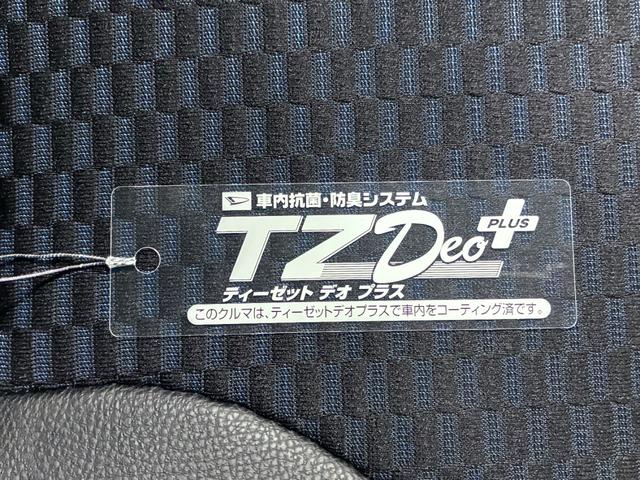 車内抗菌・防臭システム
TZ Deo PLUS
ティーゼット デオ プラス
このクルマは、ティーゼットデオプラスで車内をコーティング済です。